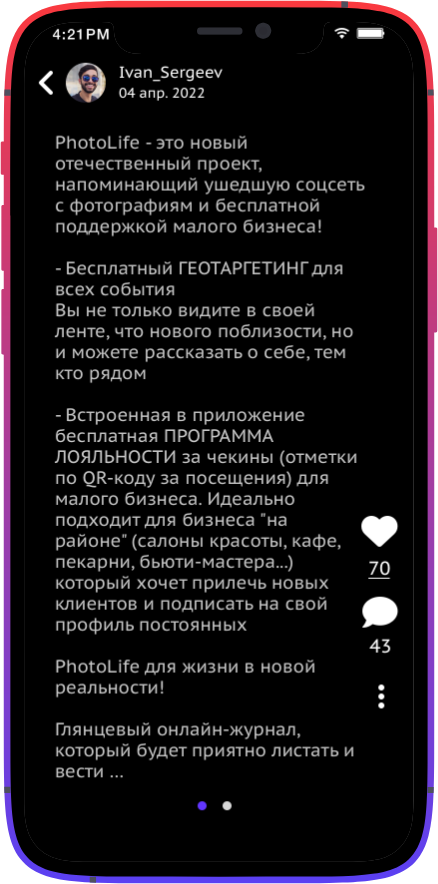 4:21PM
Ivan_Sergeev
04 апр. 2022
PhotoLife - это новый
отечественный проект,
напоминающий ушедшую соцсеть
с фотографиям и бесплатной
поддержкой малого бизнеса!
- Бесплатный ГЕОТАРГЕТИНГ для
всех события
Вы не только видите в своей
ленте, что нового поблизости, но
и можете рассказать о себе, тем
кто рядом
- Встроенная в приложение
бесплатная ПРОГРАММА
ЛОЯЛЬНОСТИ за чекины (отметки
по QR-коду за посещения) для
малого бизнеса. Идеально
подходит для бизнеса "на
районе" (салоны красоты, кафе,
пекарни, бьюти-мастера...)
который хочет прилечь новых
клиентов и подписать на свой
профиль постоянных
70
43
PhotoLife для жизни в новой
реальности!
Глянцевый онлайн-журнал,
который будет приятно листать и
вести ...